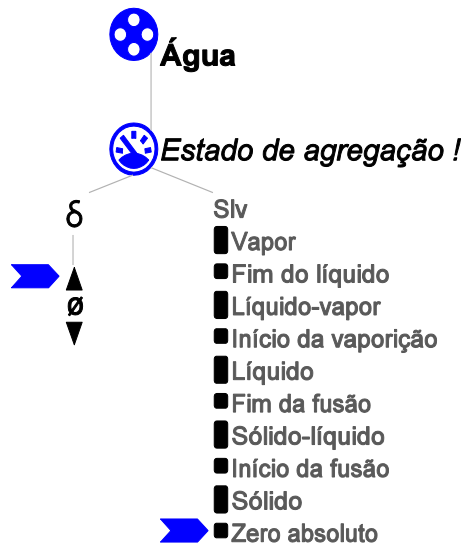 Água
Estado de agregação !
δ
ø
Slv
Vapor
Fim do líquido
Líquido-vapor
Início da vaporição
Líquido
Fim da fusão
Sólido-líquido
Início da fusão
Sólido
Zero absoluto